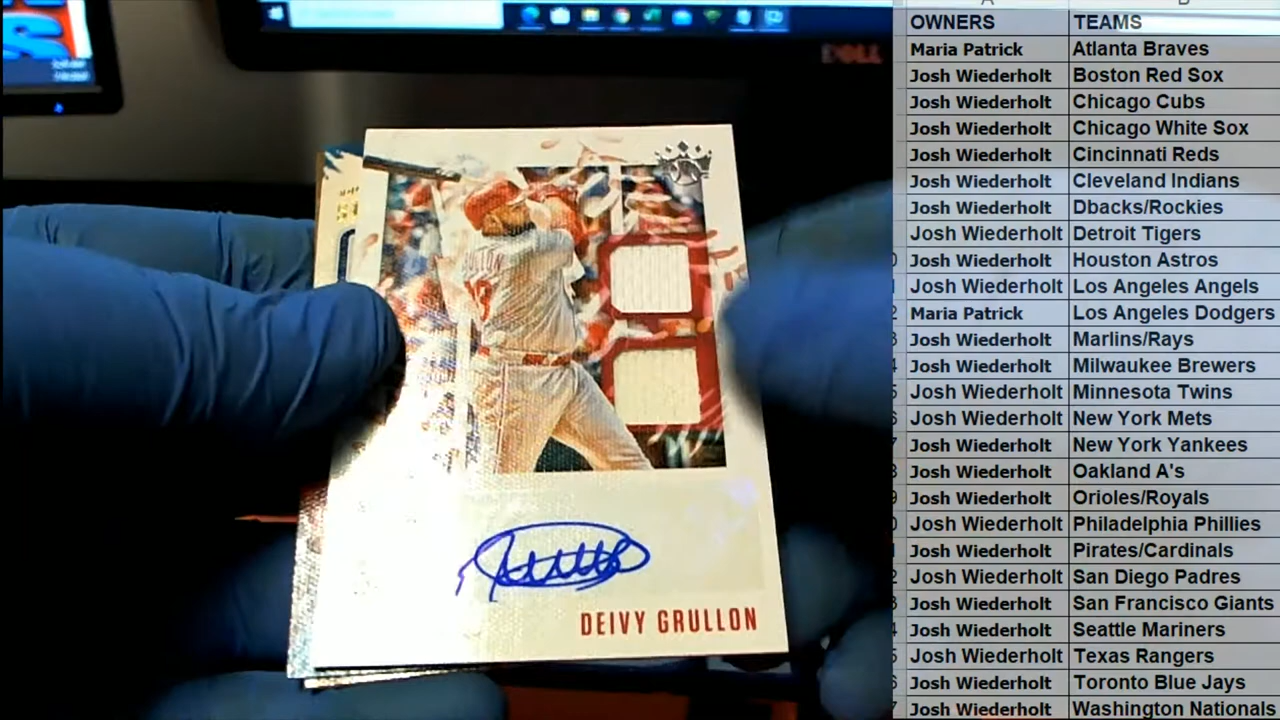 DELL
DEIVY GRULLON
OWNERS TEAMS
Maria Patrick Atlanta Braves
Josh Wiederholt Boston Red Sox
Josh Wiederholt Chicago Cubs
Josh Wiederholt Chicago White Sox
Josh Wiederholt Cincinnati Reds
Josh Wiederholt Cleveland Indians
Josh Wiederholt Dbacks/Rockies
Josh Wiederholt Detroit Tigers
Josh Wiederholt Houston Astros
Josh Wiederholt Los Angeles Angels
Maria Patrick Los Angeles Dodgers
Josh Wiederholt Marlins/Rays
Josh Wiederholt Milwaukee Brewers
Josh Wiederholt Minnesota Twins
Josh Wiederholt New York Mets
Josh Wiederholt New York Yankees
Josh Wiederholt Oakland A's
Josh Wiederholt Orioles/Royals
Josh Wiederholt Philadelphia Phillies
Josh Wiederholt Pirates/Cardinals
Josh Wiederholt San Diego Padres
Josh Wiederholt San Francisco Giants
Josh Wiederholt Seattle Mariners
Josh Wiederholt Texas Rangers
Josh Wiederholt Toronto Blue Jays
Josh Wiederholt Washington Nationals